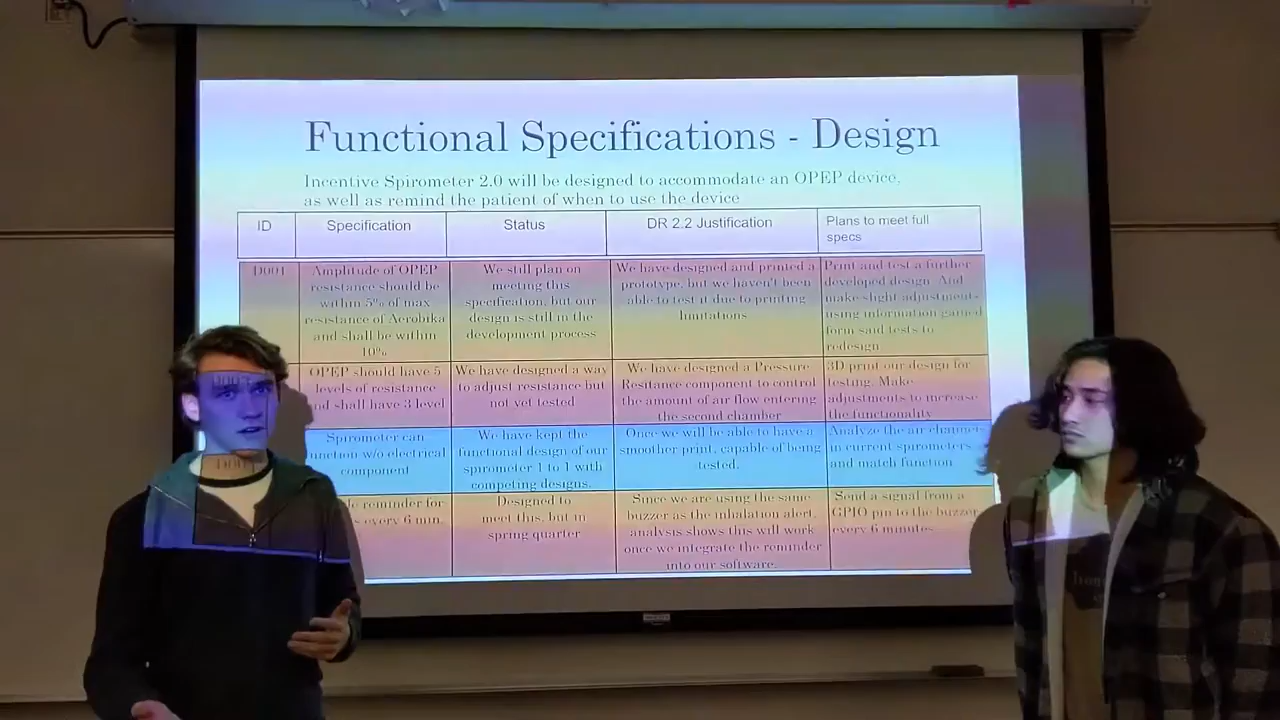 Functional Specifications - Design
Incentive Spirometer 2.0 will be designed to accommodate an OPEP device,
as well as remind the patient of when to use the device
ID
Specification
Status
DR 2.2 Justification
Plans to meet full
specs
D001
Amplitude of OPEP
resistance should be
within 5% of max
resistance of Aerobika
and shall be within
10%
We still plan on
meeting this
specification, but our
design is still in the
development process
We have designed and printed a
prototype, but we haven't been
able to test it due to printing
limitations
Print and test a further
developed design. And
make slight adjustments
using information gained
form said tests to
redesign
OPEP should have 5
levels of resistance
and shall have 3 level
We have designed a way
to adjust resistance but
not yet tested
We have designed a Pressure
Resitance component to control
the amount of air flow entering
the second chamber
3D print our design for
testing. Make
adjustments to increase
the functionality
D003
Spirometer can
function w/o electrical
component
We have kept the
functional design of our
spirometer 1 to 1 with
competing designs.
Once we will be able to have a
smoother print, capable of being
tested.
Analyze the air channel
in current spirometers
and match function
D004
reminder for
every 6 min.
Designed to
meet this, but in
spring quarter
Since we are using the same
buzzer as the inhalation alert,
analysis shows this will work
once we integrate the reminder
into our software.
Send a signal from a
GPIO pin to the buzzer
every 6 minutes